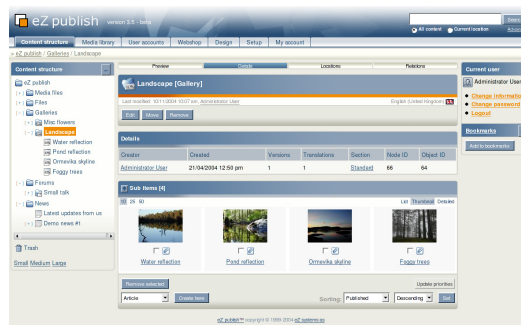 eZ publish version 3.5 - beta
Search
All content Current location Advanced
Content structure Media library User accounts Webshop Design Setup My account
> eZ publish / Galleries / Landscape
Content structure
eZ publish
[+] Media files
[+] Files
[-] Galleries
[+] Misc flowers
[-] Landscape
Water reflection
Pond reflection
Ormevika skyline
Foggy trees
[-] Forums
[+] Small talk
[-] News
[+] Latest updates from us
[+] Demo news #1
Trash
Small Medium Large
Preview Details Locations Relations
Landscape [Gallery]
Last modified: 10/11/2004 10:07 am, Administrator User
English (United Kingdom)
Edit Move Remove
Details
Creator Created Versions Translations Section Node ID Object ID
Administrator User 21/04/2004 12:50 pm 1 1 Standard 66 64
Sub items [4]
10 25 50
List Thumbnail Detailed
Water reflection Pond reflection Ormevika skyline Foggy trees
Remove selected Update priorities
Article Create here Sorting: Published Descending Set
Current user
Administrator User
Change information
Change password
Logout
Bookmarks
Add to bookmarks
eZ publish™ copyright © 1999-2004 eZ systems as